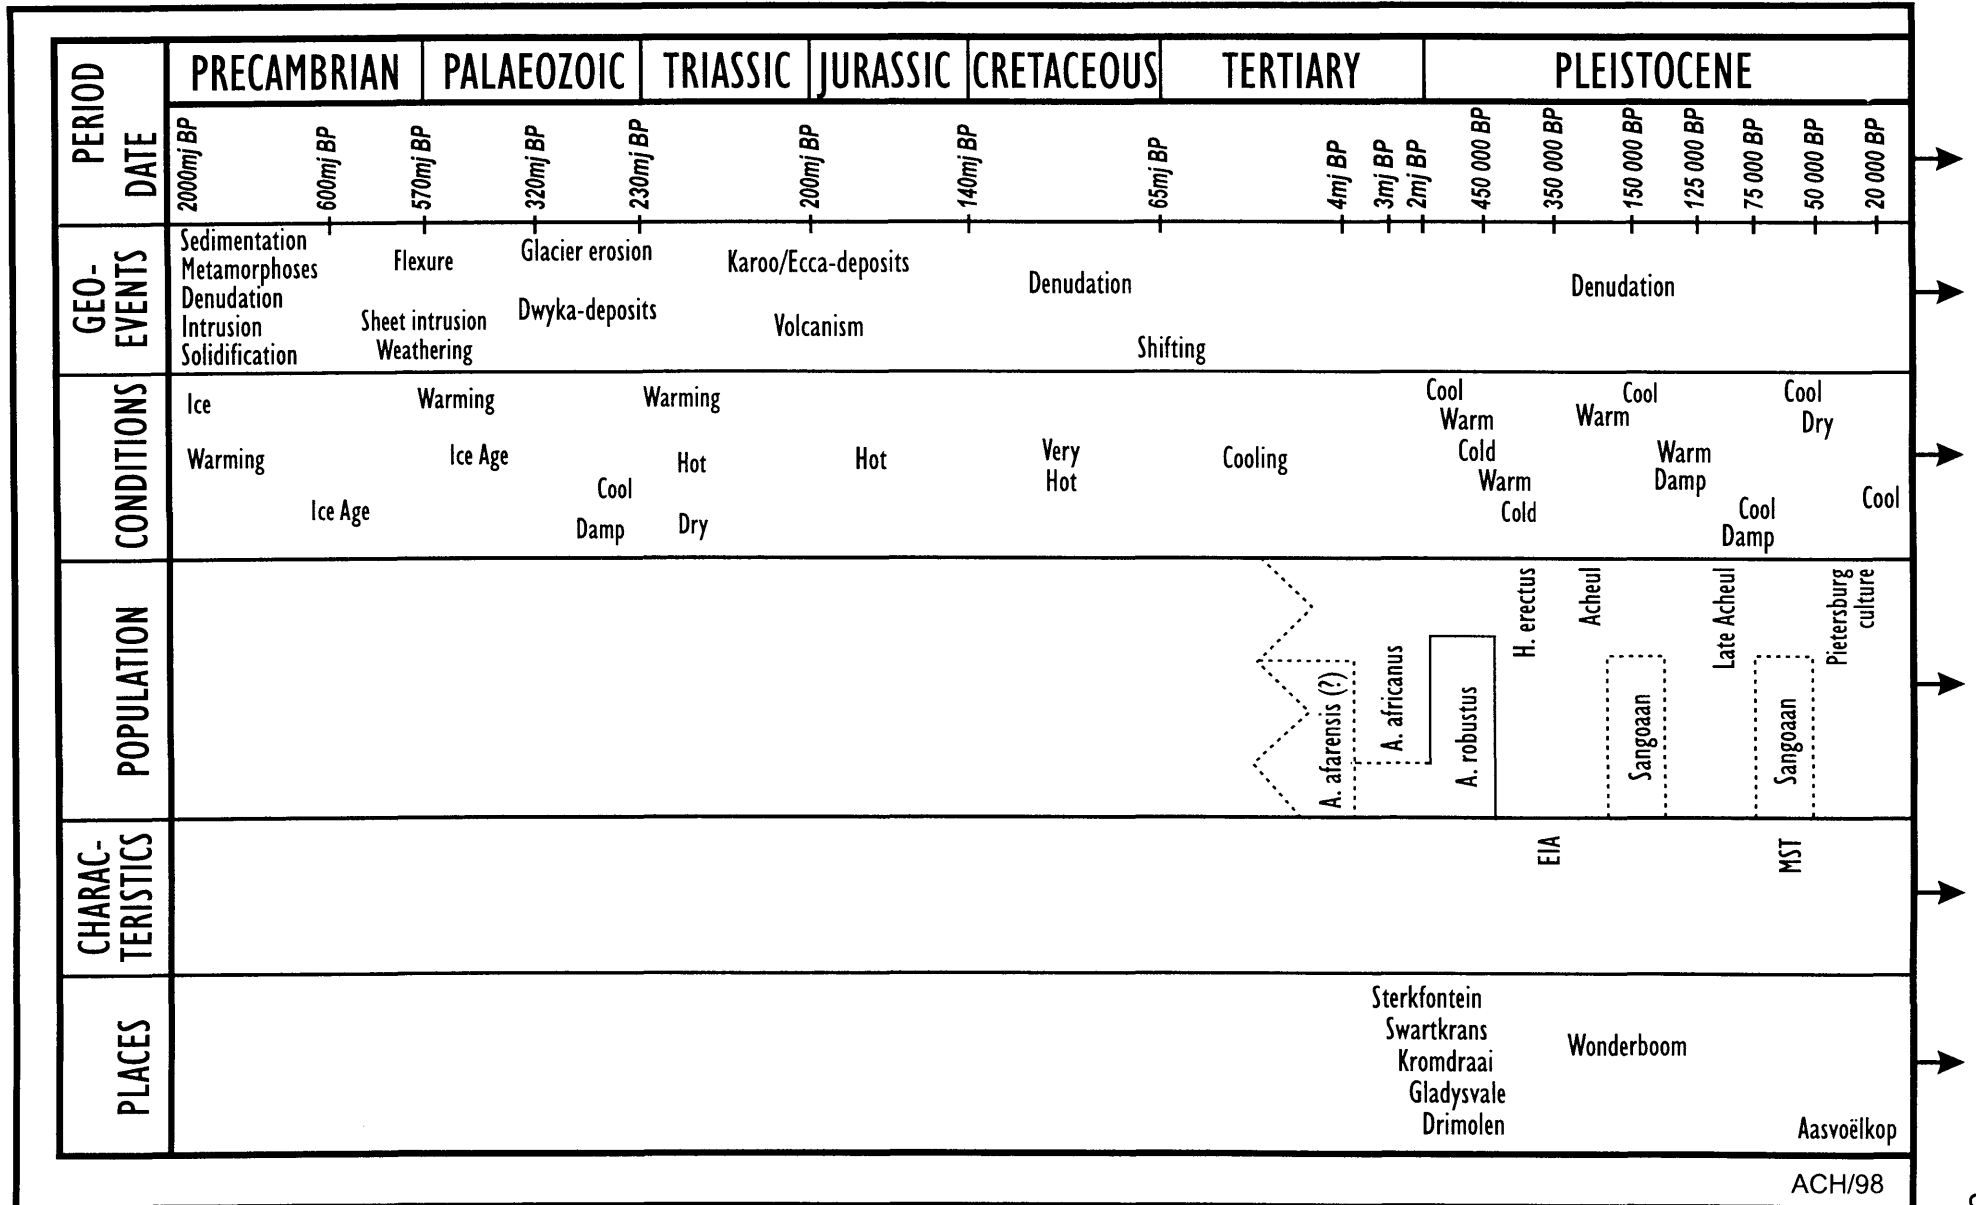 PERIOD
DATE
PRECAMBRIAN
PALAEOZOIC
TRIASSIC
JURASSIC
CRETACEOUS
TERTIARY
PLEISTOCENE
2000mj BP
600mj BP
570mj BP
320mj BP
230mj BP
200mj BP
140mj BP
65mj BP
4mj BP
3mj BP
2mj BP
450 000 BP
350 000 BP
150 000 BP
125 000 BP
75 000 BP
50 000 BP
20 000 BP
GEO-
EVENTS
Sedimentation
Metamorphoses
Denudation
Intrusion
Solidification
Flexure
Sheet intrusion
Weathering
Glacier erosion
Dwyka-deposits
Karoo/Ecca-deposits
Volcanism
Denudation
Shifting
Denudation
CONDITIONS
Ice
Warming
Ice Age
Warming
Ice Age
Cool
Damp
Warming
Hot
Dry
Hot
Very
Hot
Cooling
Cool
Warm
Cold
Warm
Cold
Warm
Cool
Warm
Damp
Cool
Damp
Cool
Dry
Cool
POPULATION
A. afarensis (?)
A. africanus
A. robustus
H. erectus
Acheul
Sangoaan
Late Acheul
Sangoaan
Pietersburg
culture
CHARAC-
TERISTICS
EIA
MST
PLACES
Sterkfontein
Swartkrans
Kromdraai
Gladysvale
Drimolen
Wonderboom
Aasvoëlkop
ACH/98